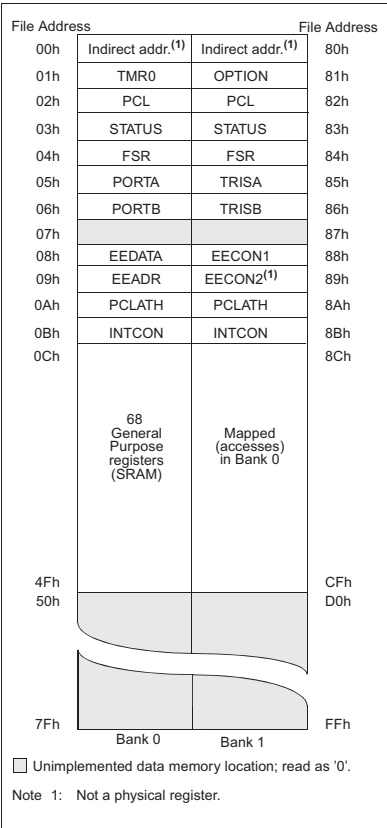 File Address File Address
00h Indirect addr.(1) Indirect addr.(1) 80h
01h TMR0 OPTION 81h
02h PCL PCL 82h
03h STATUS STATUS 83h
04h FSR FSR 84h
05h PORTA TRISA 85h
06h PORTB TRISB 86h
07h 87h
08h EEDATA EECON1 88h
09h EEADR EECON2(1) 89h
0Ah PCLATH PCLATH 8Ah
0Bh INTCON INTCON 8Bh
0Ch 8Ch
68
General
Purpose
registers
(SRAM)
Mapped
(accesses)
in Bank 0
4Fh CFh
50h D0h
7Fh FFh
Bank 0 Bank 1
Unimplemented data memory location; read as '0'.
Note 1: Not a physical register.